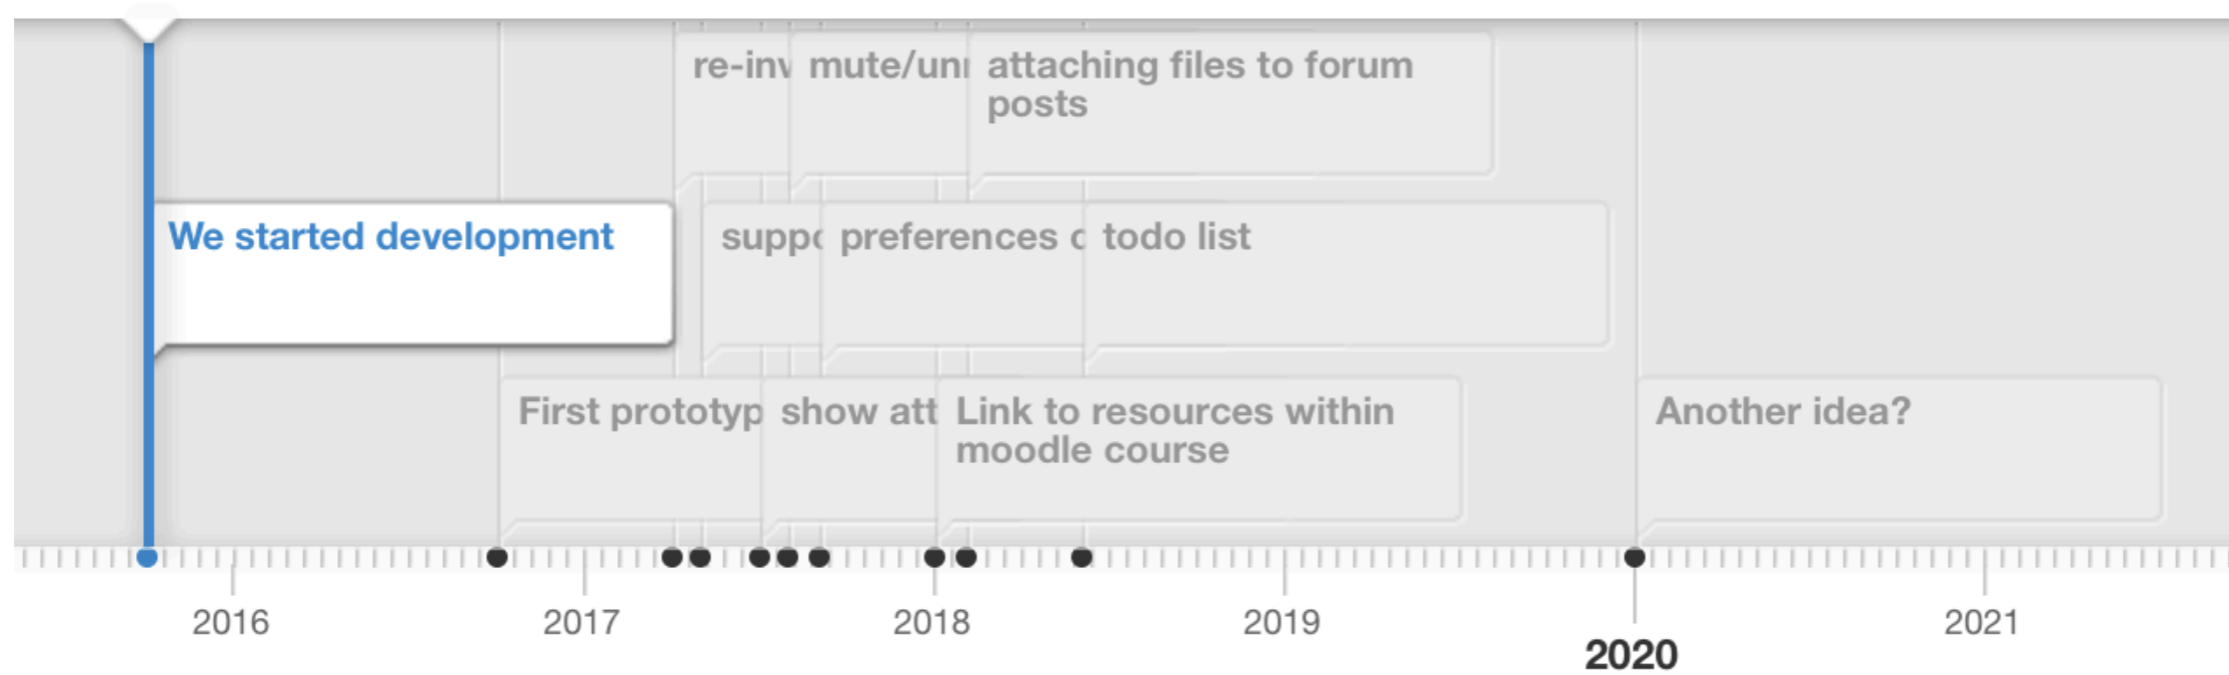 re-inv mute/uni attaching files to forum
posts
We started development
suppo preferences c todo list
First prototyp show att Link to resources within
moodle course
Another idea?
2016 2017 2018 2019 2020 2021